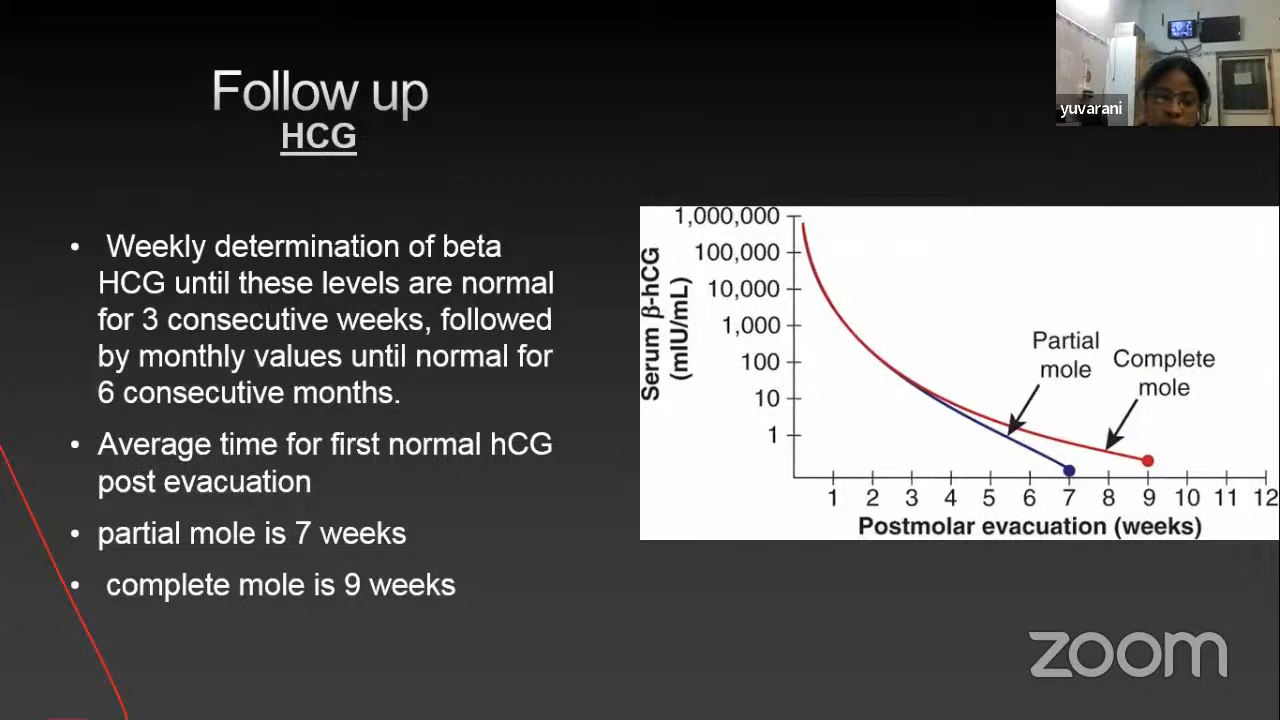 Follow up
HCG
yuvarani
• Weekly determination of beta
HCG until these levels are normal
for 3 consecutive weeks, followed
by monthly values until normal for
6 consecutive months.
• Average time for first normal hCG
post evacuation
• partial mole is 7 weeks
• complete mole is 9 weeks
Serum β-hCG
(mIU/mL)
1,000,000
100,000
10,000
1,000
100
10
1
Partial
mole
Complete
mole
1 2 3 4 5 6 7 8 9 10 11 12
Postmolar evacuation (weeks)
zoom